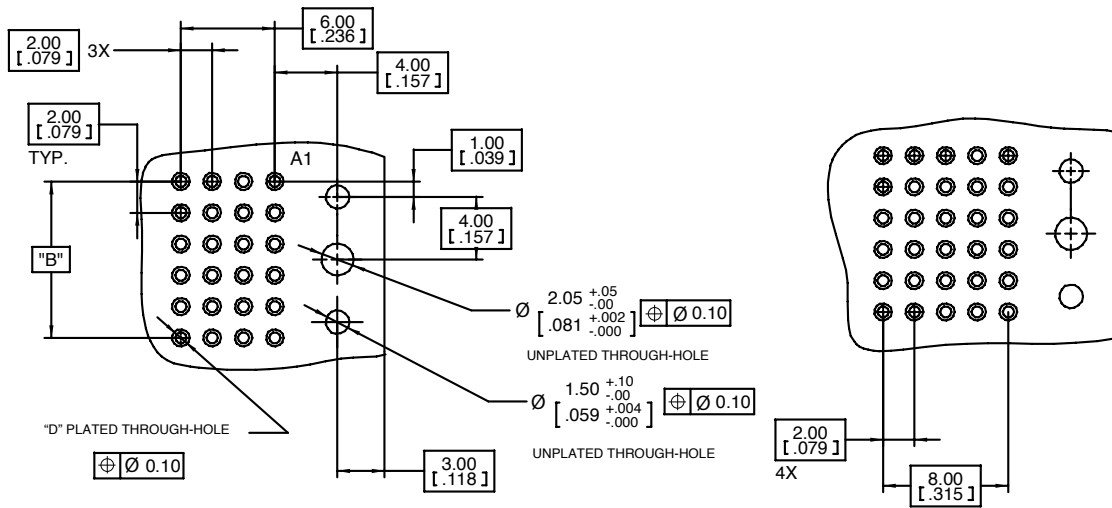 6.00
[.236]
2.00
[.079]
3X
4.00
[.157]
2.00
[.079]
TYP.
A1
1.00
[.039]
4.00
[.157]
"B"
Ø 2.05 +.05 -.00
[.081 +.002 -.000]
⌖ Ø 0.10
UNPLATED THROUGH-HOLE
Ø 1.50 +.10 -.00
[.059 +.004 -.000]
⌖ Ø 0.10
UNPLATED THROUGH-HOLE
"D" PLATED THROUGH-HOLE
⌖ Ø 0.10
3.00
[.118]
2.00
[.079]
4X
8.00
[.315]